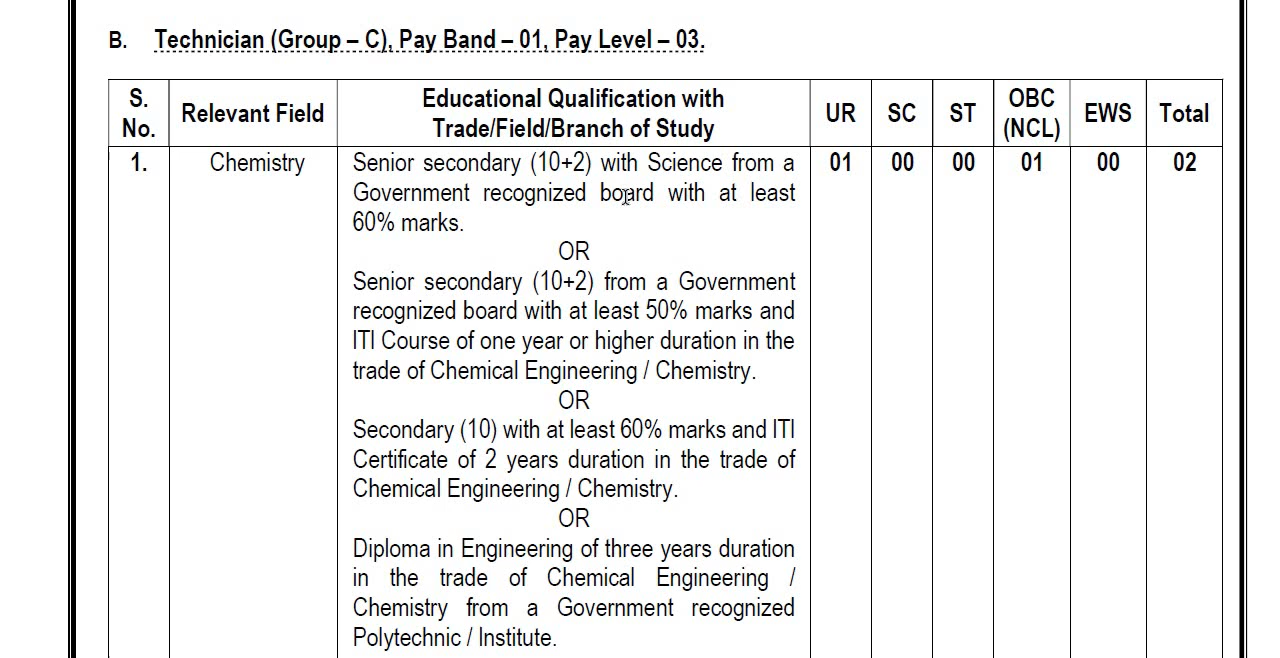 B. Technician (Group – C), Pay Band – 01, Pay Level – 03.
S. No. Relevant Field Educational Qualification with Trade/Field/Branch of Study UR SC ST OBC (NCL) EWS Total
1. Chemistry Senior secondary (10+2) with Science from a 01 00 00 01 00 02
Government recognized board with at least
60% marks.
OR
Senior secondary (10+2) from a Government
recognized board with at least 50% marks and
ITI Course of one year or higher duration in the
trade of Chemical Engineering / Chemistry.
OR
Secondary (10) with at least 60% marks and ITI
Certificate of 2 years duration in the trade of
Chemical Engineering / Chemistry.
OR
Diploma in Engineering of three years duration
in the trade of Chemical Engineering /
Chemistry from a Government recognized
Polytechnic / Institute.